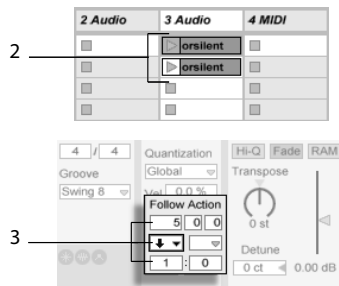 2 Audio 3 Audio 4 MIDI
2
orsilent
orsilent
4 / 4 Quantization Hi-Q Fade RAM
Groove Global Transpose
Swing 8 Vel 0.0 %
Follow Action
5 0 0 0 st
3
Detune
1 : 0 0 ct 0.00 dB